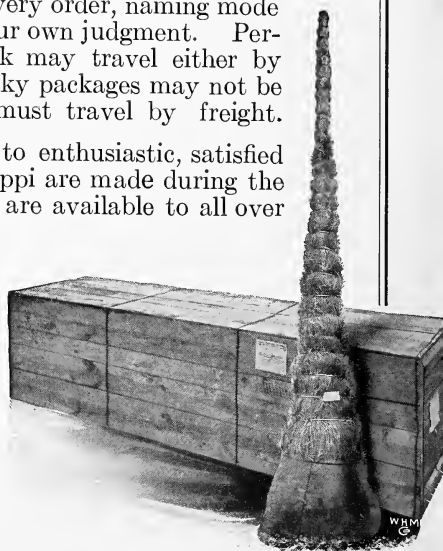 very order, naming mode
ur own judgment. Per-
k may travel either by
ky packages may not be
must travel by freight.
to enthusiastic, satisfied
ppi are made during the
are available to all over
WHM
Co